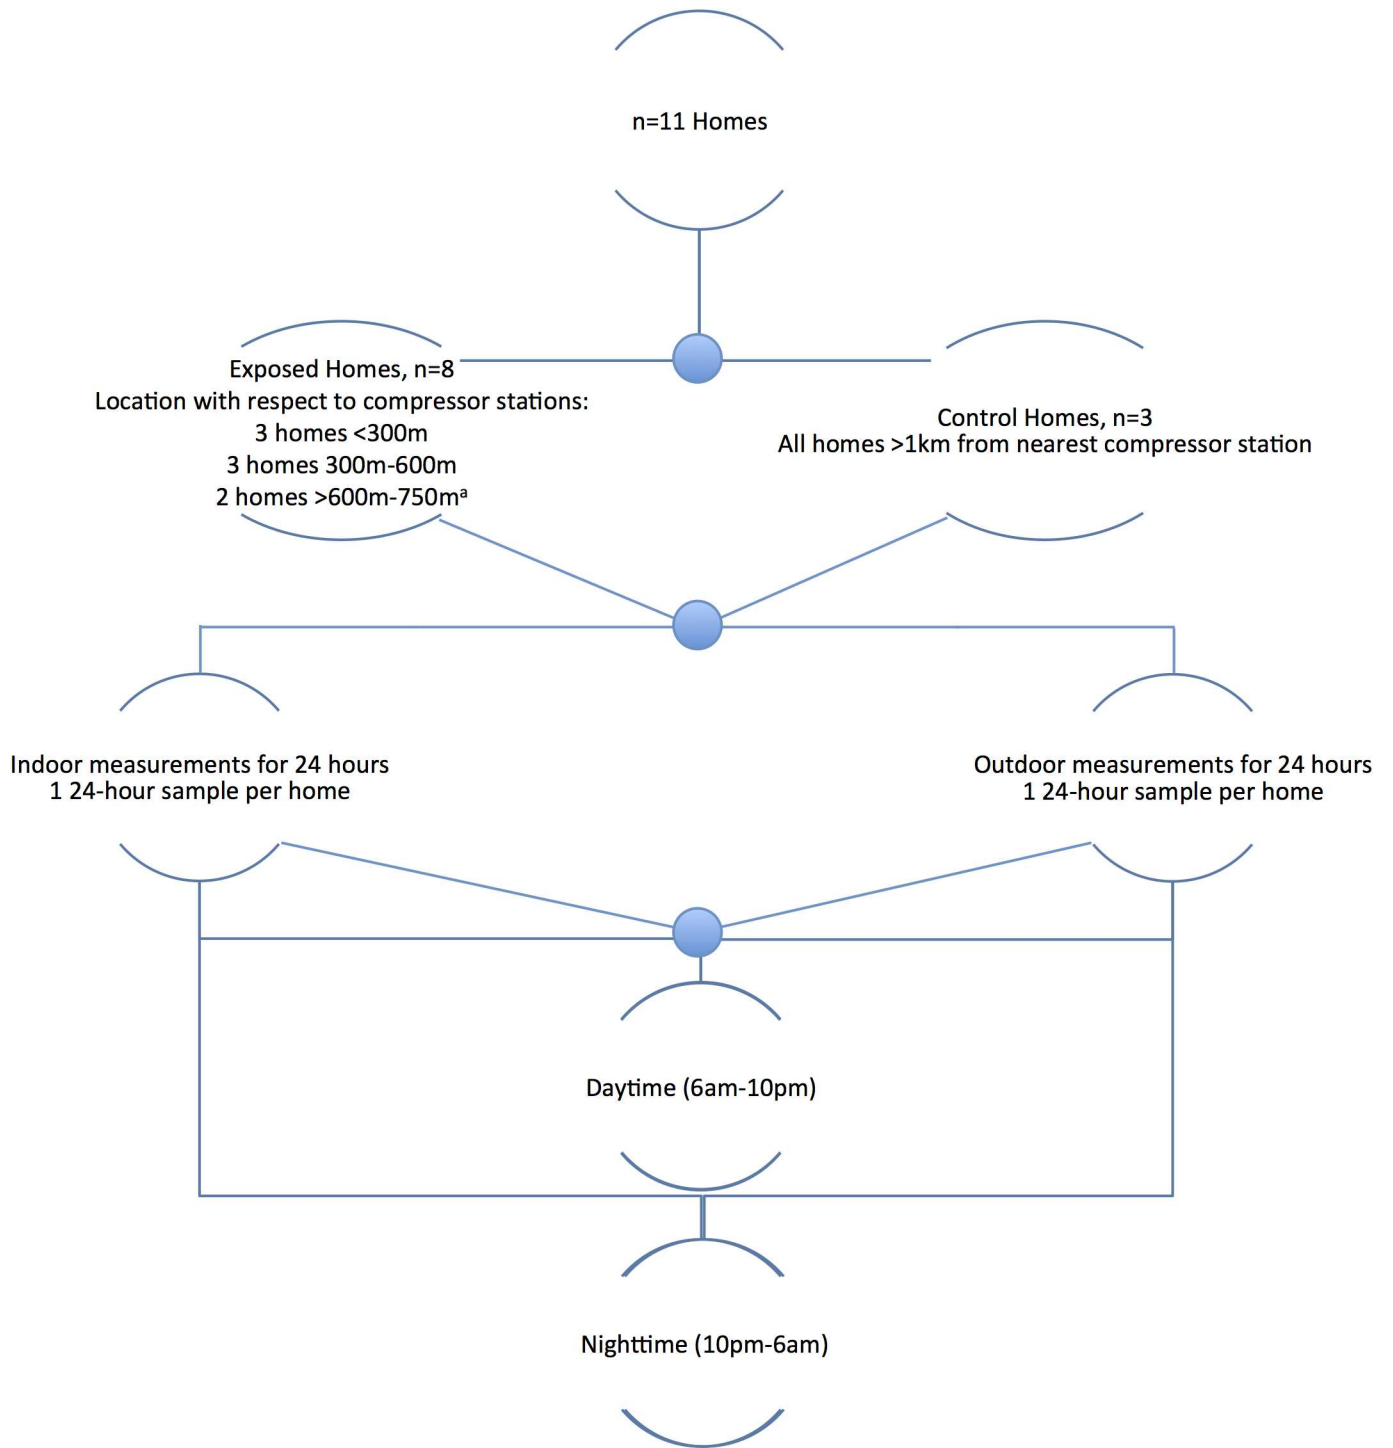 n=11 Homes
Exposed Homes, n=8
Location with respect to compressor stations:
3 homes <300m
3 homes 300m-600m
2 homes >600m-750mᵃ
Control Homes, n=3
All homes >1km from nearest compressor station
Indoor measurements for 24 hours
1 24-hour sample per home
Outdoor measurements for 24 hours
1 24-hour sample per home
Daytime (6am-10pm)
Nighttime (10pm-6am)